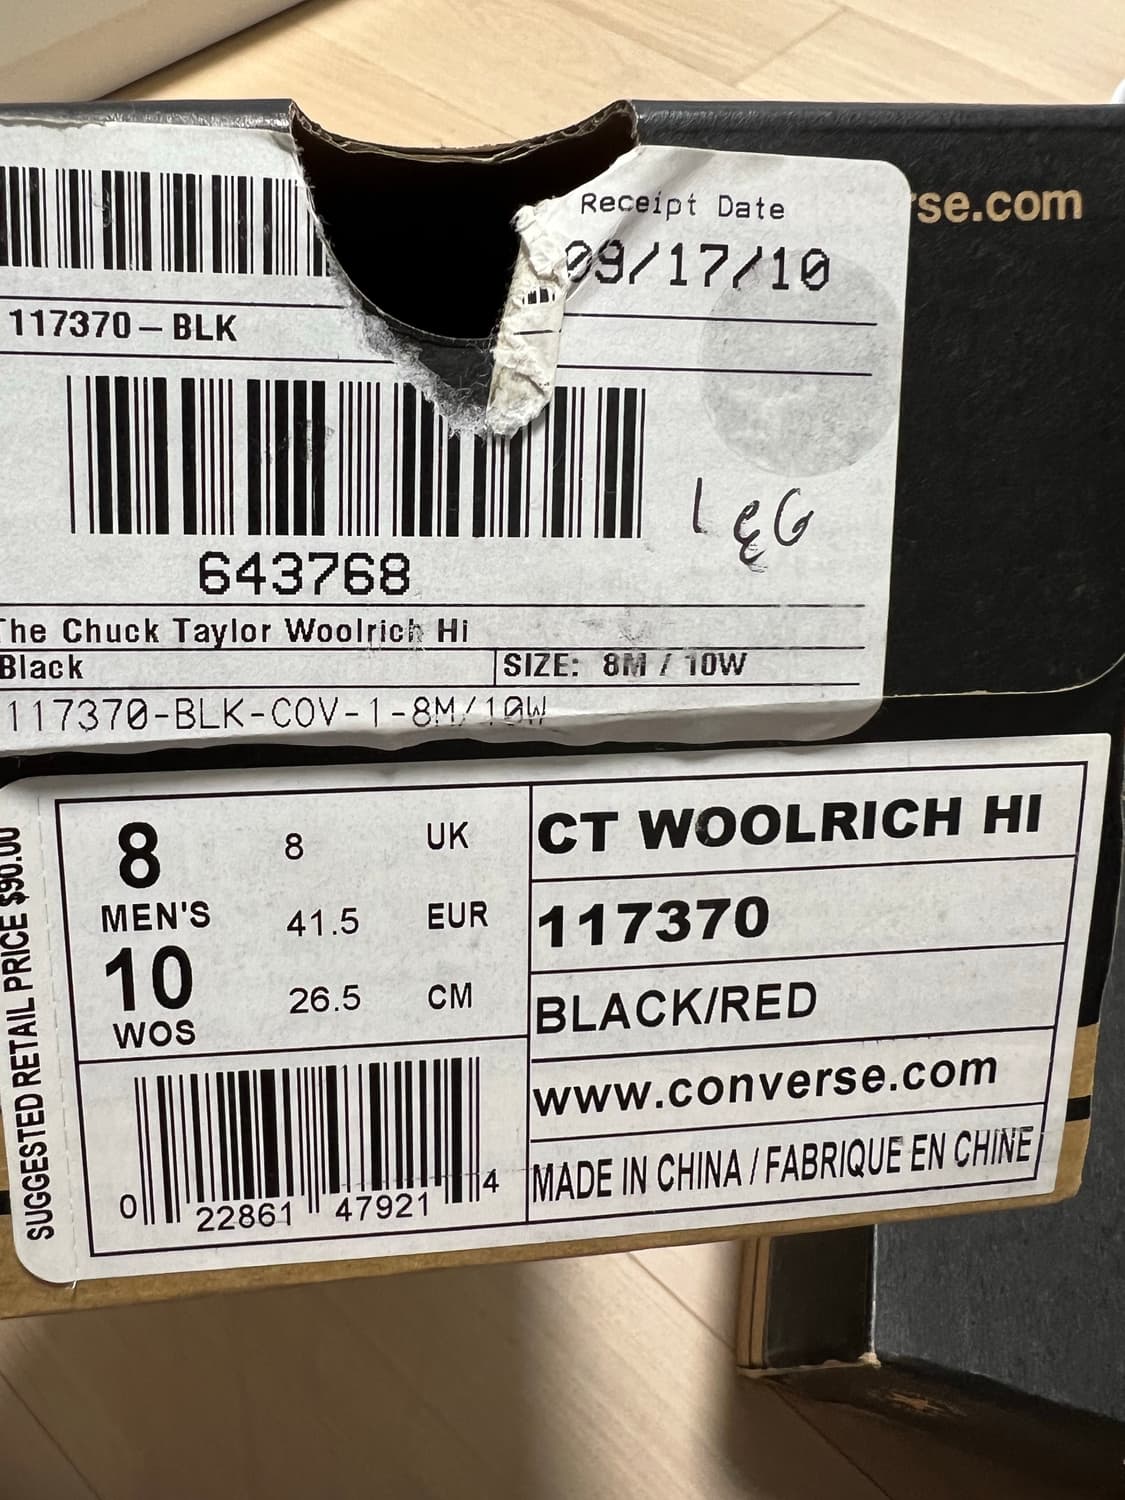 Receipt Date
09/17/10
se.com
117370 – BLK
643768
The Chuck Taylor Woolrich Hi
Black
SIZE: 8M / 10W
117370-BLK-COV-1-8M/10W
SUGGESTED RETAIL PRICE $90.00
8
MEN'S
10
WOS
8 UK
41.5 EUR
26.5 CM
0 22861 47921 4
CT WOOLRICH HI
117370
BLACK/RED
www.converse.com
MADE IN CHINA / FABRIQUE EN CHINE